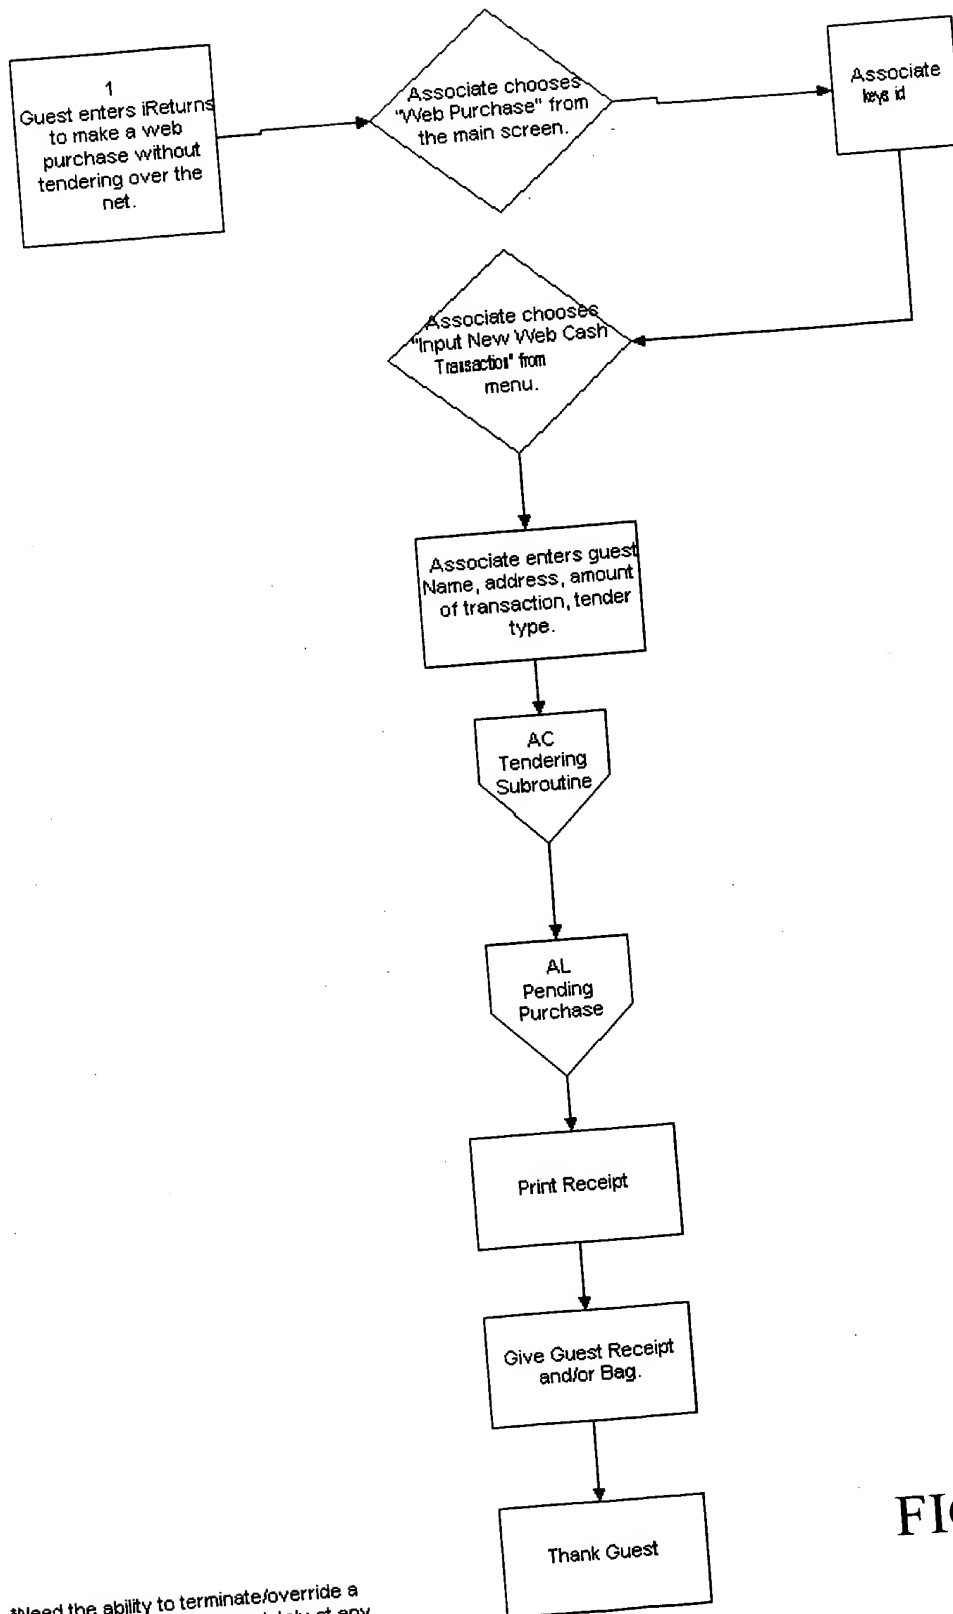 1
Guest enters iReturns
to make a web
purchase without
tendering over the
net.
Associate chooses
"Web Purchase" from
the main screen.
Associate
keys id
Associate chooses
"Input New Web Cash
Transaction" from
menu.
Associate enters guest
Name, address, amount
of transaction, tender
type.
AC
Tendering
Subroutine
AL
Pending
Purchase
Print Receipt
Give Guest Receipt
and/or Bag.
Thank Guest
*Need the ability to terminate/override a
at any